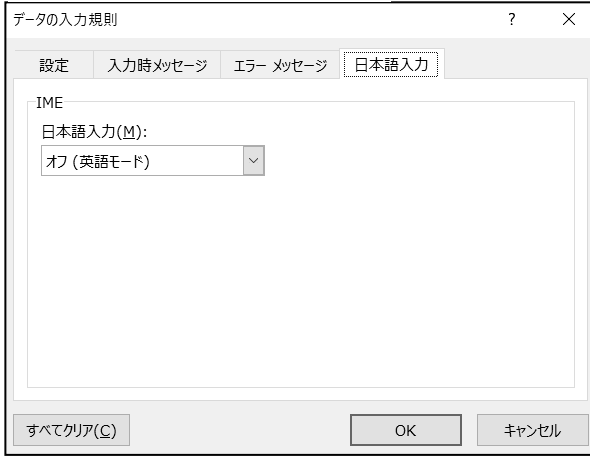 データの入力規則 ? ×
設定 入力時メッセージ エラー メッセージ 日本語入力
IME
日本語入力(M):
オフ (英語モード)
すべてクリア(C) OK キャンセル